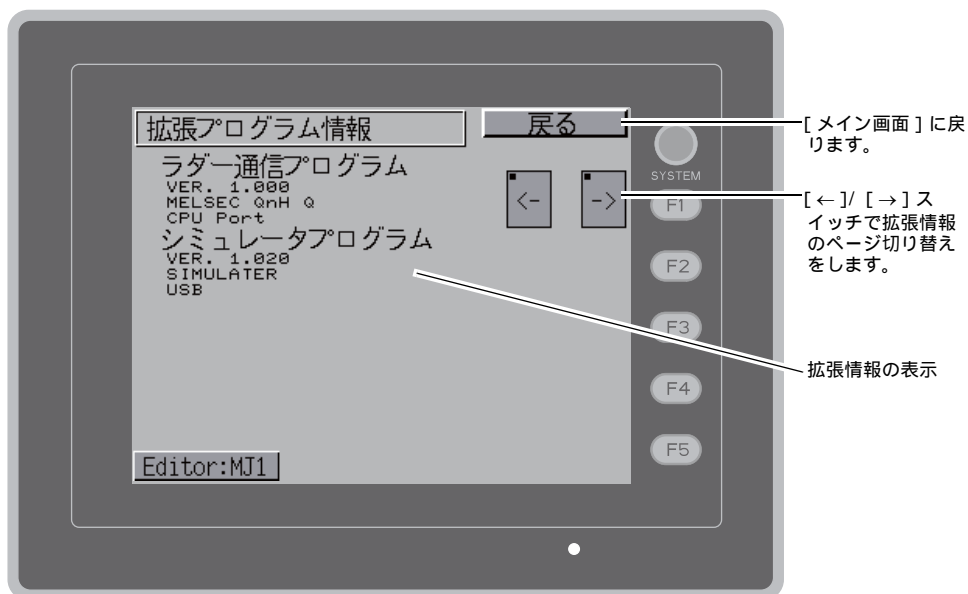 拡張プログラム情報
戻る
ラダー通信プログラム
VER. 1.000
MELSEC QnH Q
CPU Port
シミュレータプログラム
VER. 1.020
SIMULATER
USB
<-
->
Editor:MJ1
SYSTEM
F1
F2
F3
F4
F5
[ メイン画面 ] に戻
ります。
[ ← ]/ [ → ] ス
イッチで拡張情報
のページ切り替え
をします。
拡張情報の表示